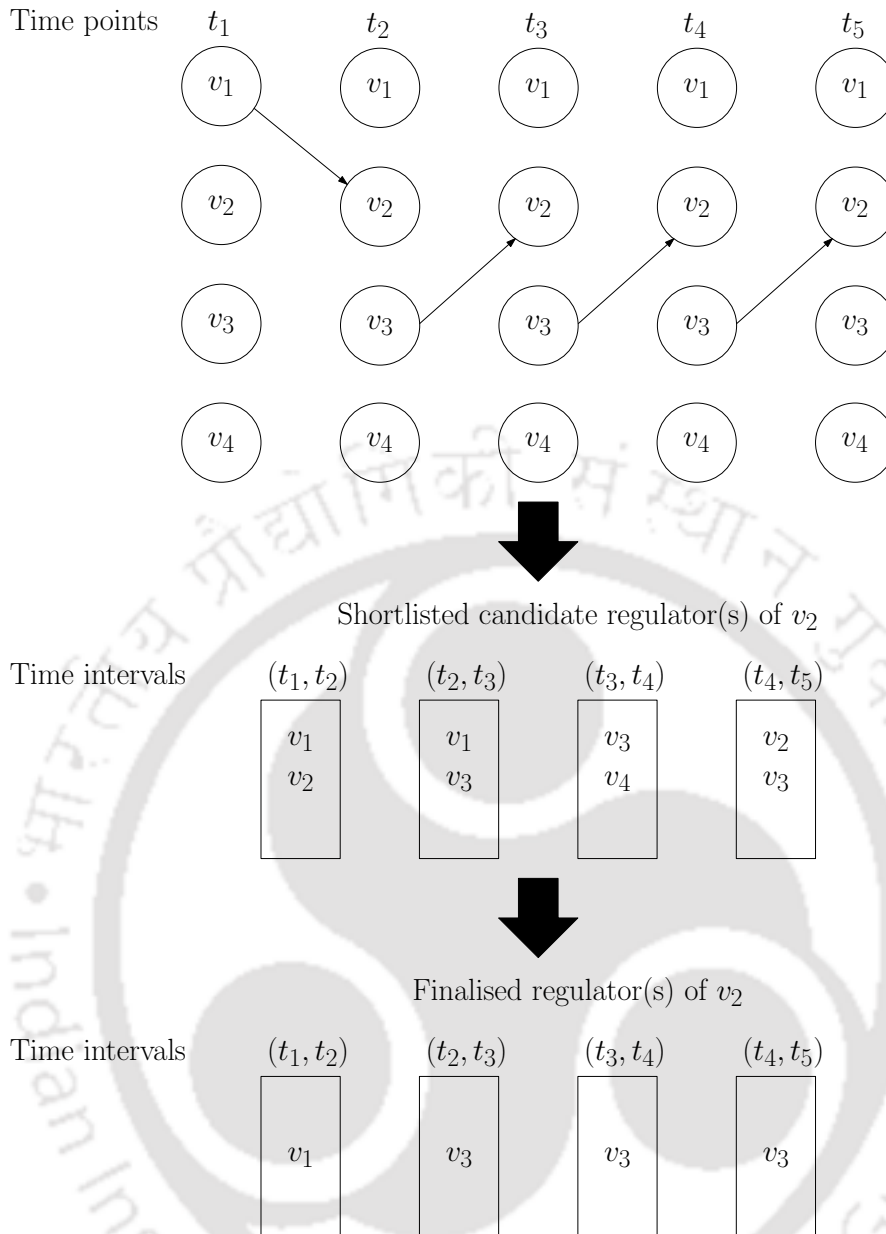 Time points t₁ t₂ t₃ t₄ t₅
v₁ v₁ v₁ v₁ v₁
v₂ v₂ v₂ v₂ v₂
v₃ v₃ v₃ v₃ v₃
v₄ v₄ v₄ v₄ v₄
Shortlisted candidate regulator(s) of v₂
Time intervals (t₁, t₂) (t₂, t₃) (t₃, t₄) (t₄, t₅)
v₁ v₁ v₃ v₂
v₂ v₃ v₄ v₃
Finalised regulator(s) of v₂
Time intervals (t₁, t₂) (t₂, t₃) (t₃, t₄) (t₄, t₅)
v₁ v₃ v₃ v₃
भारतीय प्रौद्योगिकी संस्थान
Indian